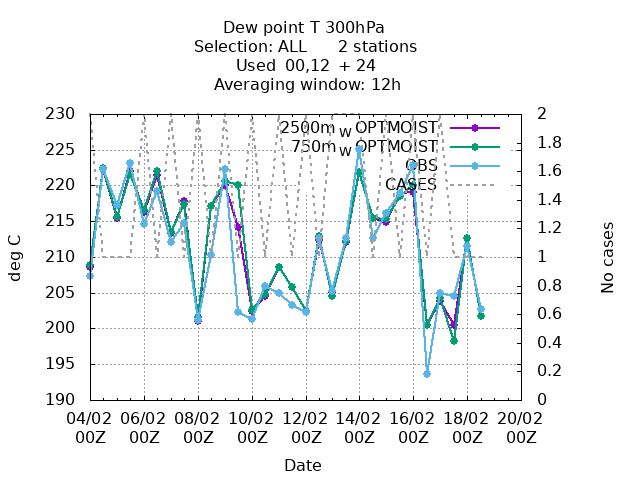 Dew point T 300hPa
Selection: ALL 2 stations
Used 00,12 + 24
Averaging window: 12h
230 2
2500m W OPTMOIST
225 1.8
750m W OPTMOIST
OBS
220 1.6
CASES
215 1.4
210 1.2
205 1
200 0.8
195 0.6
190 0.4
0.2
0
deg C
No cases
04/02 06/02 08/02 10/02 12/02 14/02 16/02 18/02 20/02
00Z 00Z 00Z 00Z 00Z 00Z 00Z 00Z 00Z
Date